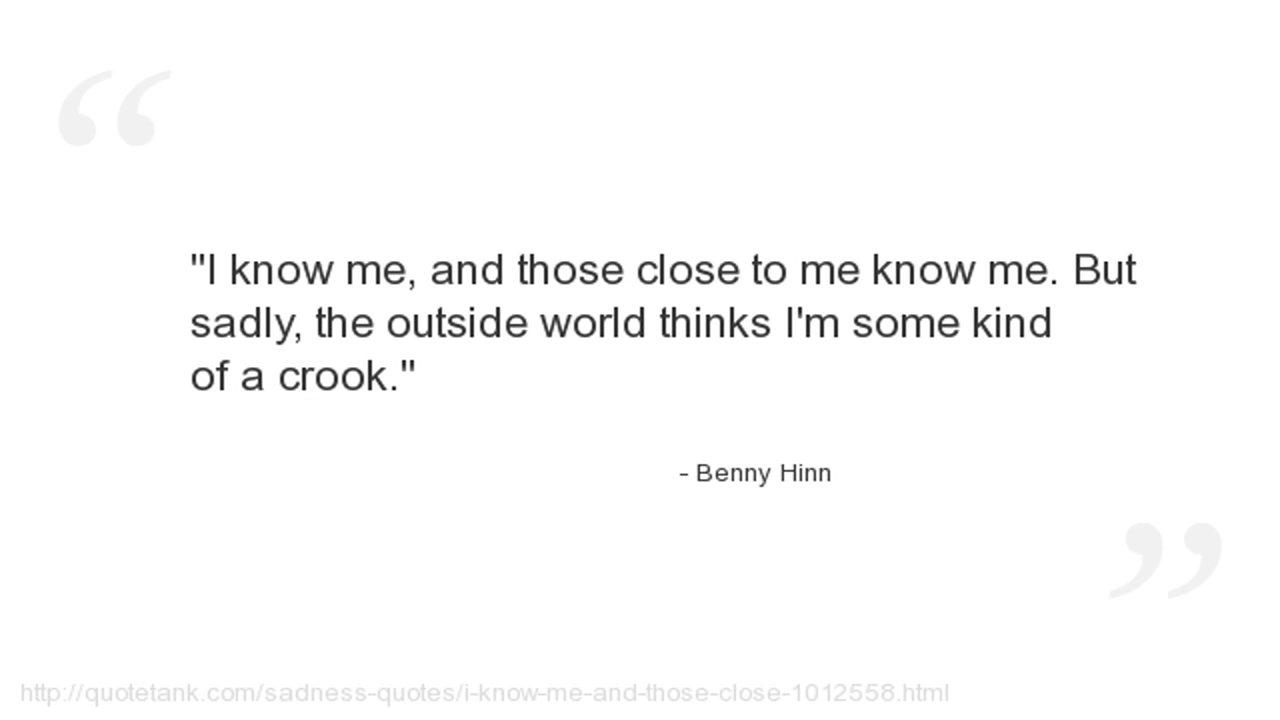 "I know me, and those close to me know me. But
sadly, the outside world thinks I'm some kind
of a crook."
- Benny Hinn
http://quotetank.com/sadness-quotes/i-know-me-and-those-close-1012558.html